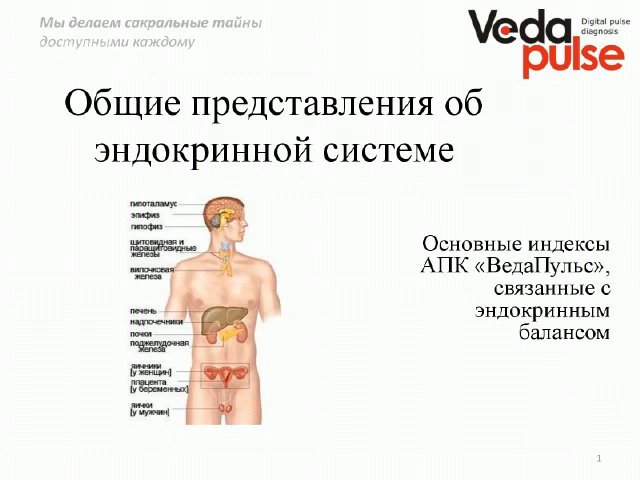 Мы делаем сакральные тайны
доступными каждому
Veda
pulse
Digital pulse
diagnosis
Общие представления об
эндокринной системе
гипоталамус
эпифиз
гипофиз
щитовидная и
паращитовидные
железы
вилочковая
железа
печень
надпочечники
почки
поджелудочная
железа
яичники
[у женщин]
плацента
[у беременных]
яички
[у мужчин]
Основные индексы
АПК «ВедаПульс»,
связанные с
эндокринным
балансом
1